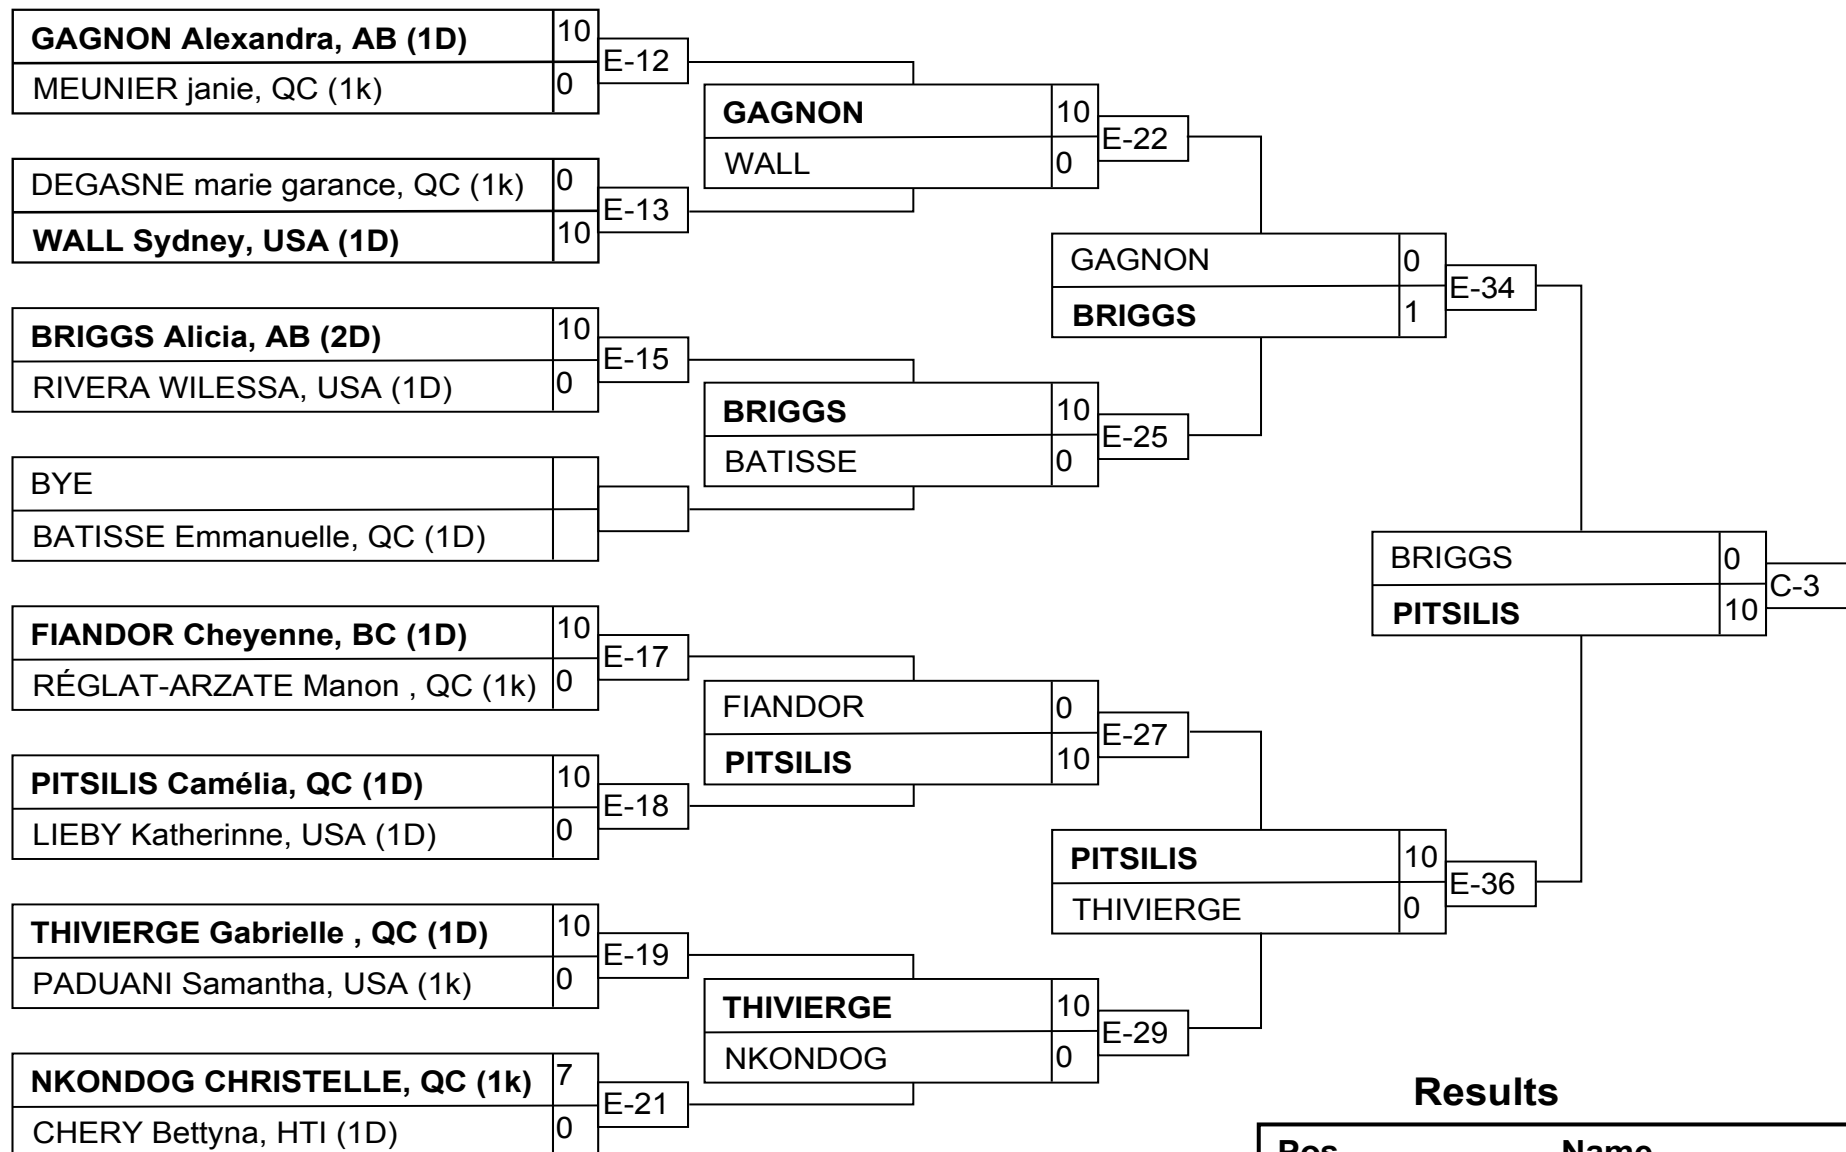 GAGNON Alexandra, AB (1D) 10
E-12
MEUNIER janie, QC (1k) 0
DEGASNE marie garance, QC (1k) 0
E-13
WALL Sydney, USA (1D) 10
BRIGGS Alicia, AB (2D) 10
E-15
RIVERA WILESSA, USA (1D) 0
BYE
BATISSE Emmanuelle, QC (1D)
FIANDOR Cheyenne, BC (1D) 10
E-17
RÉGLAT-ARZATE Manon , QC (1k) 0
PITSILIS Camélia, QC (1D) 10
E-18
LIEBY Katherinne, USA (1D) 0
THIVIERGE Gabrielle , QC (1D) 10
E-19
PADUANI Samantha, USA (1k) 0
NKONDOG CHRISTELLE, QC (1k) 7
E-21
CHERY Bettyna, HTI (1D) 0
GAGNON 10
E-22
WALL 0
BRIGGS 10
E-25
BATISSE 0
FIANDOR 0
E-27
PITSILIS 10
THIVIERGE 10
E-29
NKONDOG 0
GAGNON 0
E-34
BRIGGS 1
PITSILIS 10
E-36
THIVIERGE 0
BRIGGS 0
C-3
PITSILIS 10
Results
Pos Name